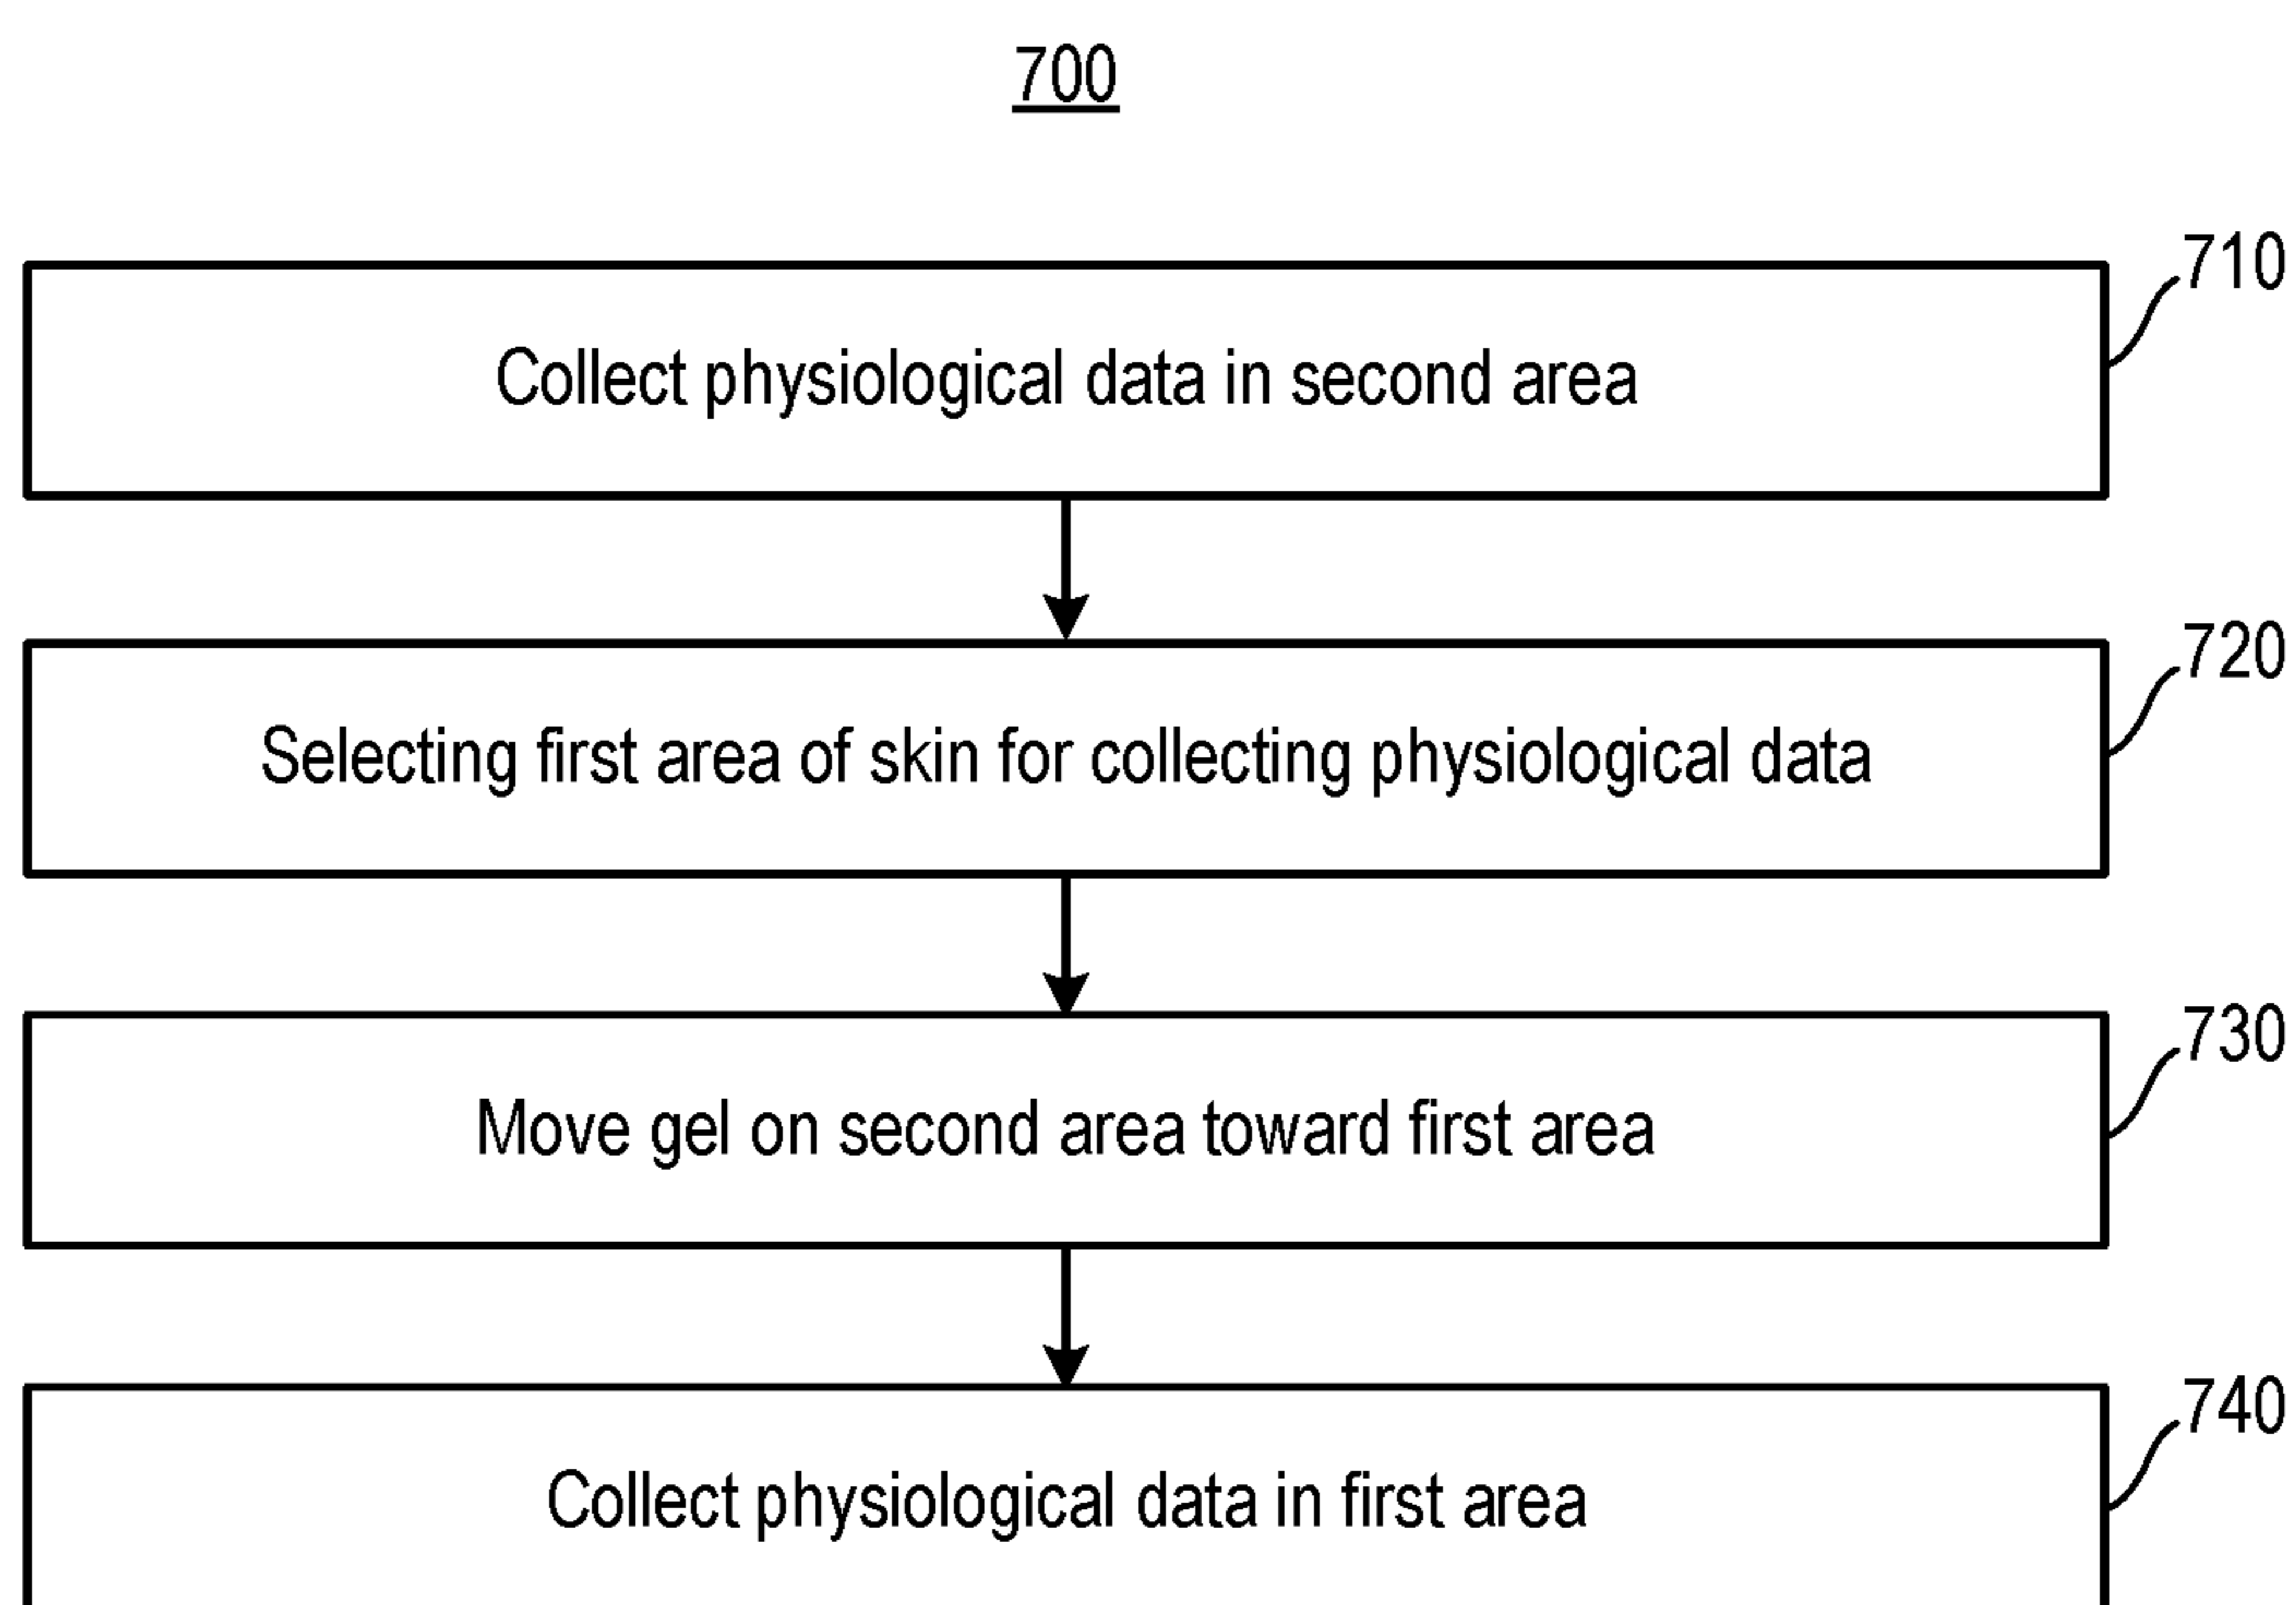 700
710
Collect physiological data in second area
720
Selecting first area of skin for collecting physiological data
730
Move gel on second area toward first area
740
Collect physiological data in first area